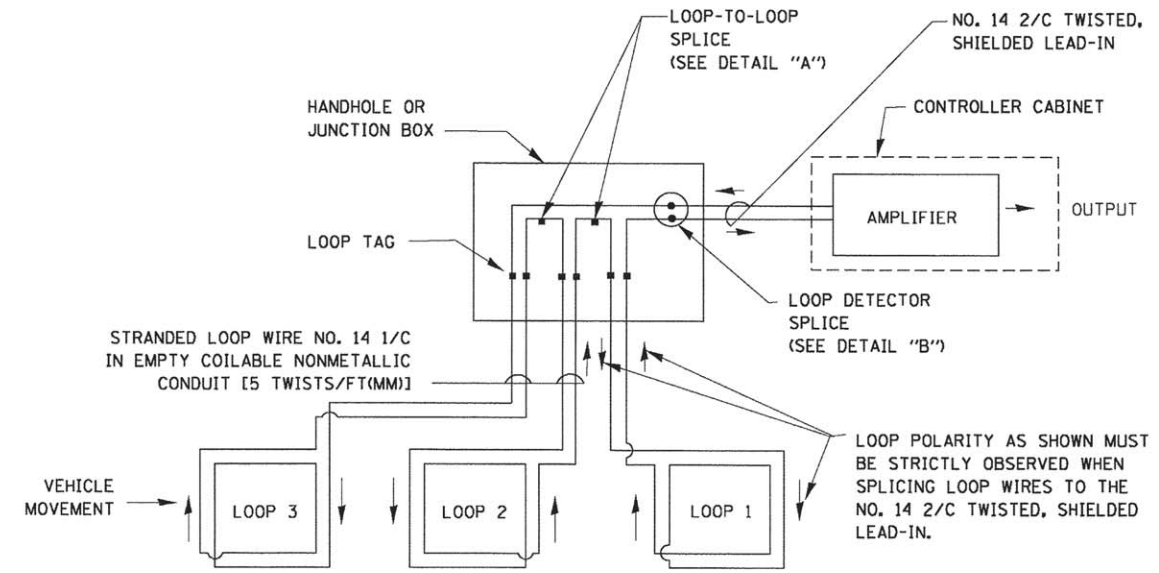 LOOP-TO-LOOP
SPLICE
(SEE DETAIL "A")
NO. 14 2/C TWISTED,
SHIELDED LEAD-IN
HANDHOLE OR
JUNCTION BOX
CONTROLLER CABINET
AMPLIFIER
OUTPUT
LOOP TAG
LOOP DETECTOR
SPLICE
(SEE DETAIL "B")
STRANDED LOOP WIRE NO. 14 1/C
IN EMPTY COILABLE NONMETALLIC
CONDUIT [5 TWISTS/FT(MM)]
LOOP POLARITY AS SHOWN MUST
BE STRICTLY OBSERVED WHEN
SPLICING LOOP WIRES TO THE
NO. 14 2/C TWISTED, SHIELDED
LEAD-IN.
VEHICLE
MOVEMENT
LOOP 3
LOOP 2
LOOP 1